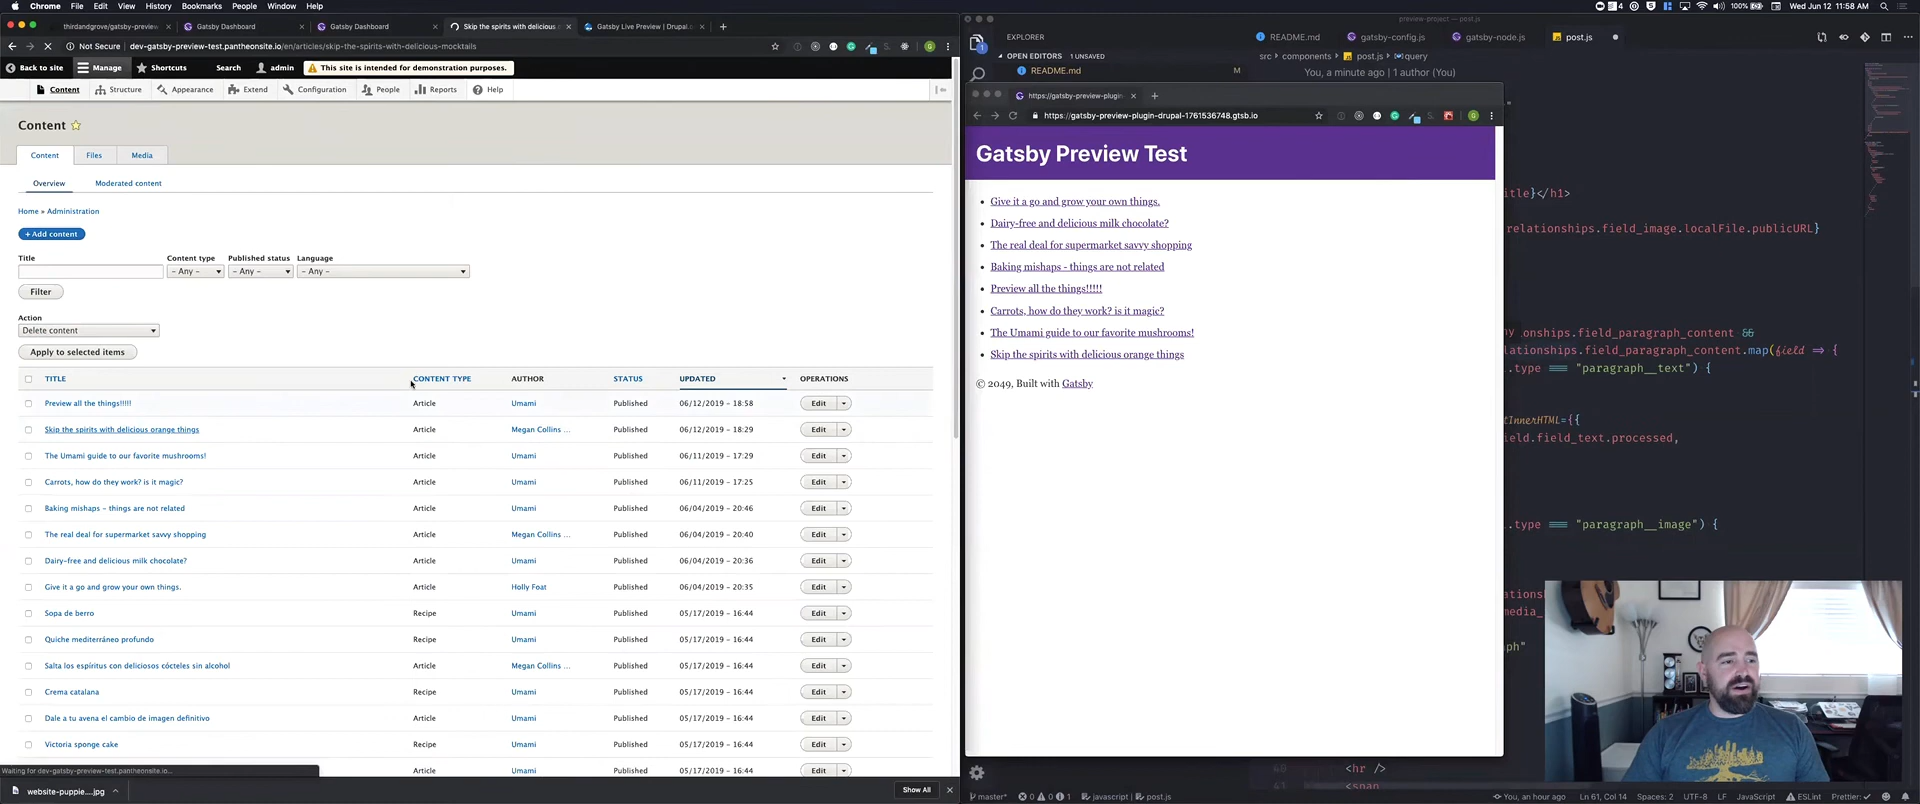 Chrome File Edit View History Bookmarks People Window Help
4 100% Wed Jun 12 11:58 AM
thirdandgrove/gatsby-preview
Gatsby Dashboard
Gatsby Dashboard
Skip the spirits with delicious
Gatsby Live Preview | Drupal.
Not Secure | dev-gatsby-preview-test.pantheonsite.io/en/articles/skip-the-spirits-with-delicious-mocktails
Back to site Manage Shortcuts Search admin This site is intended for demonstration purposes.
Content Structure Appearance Extend Configuration People Reports Help
Content
Content Files Media
Overview Moderated content
Home » Administration
+ Add content
Title Content type Published status Language
- Any - - Any - - Any -
Filter
Action
Delete content
Apply to selected items
TITLE CONTENT TYPE AUTHOR STATUS UPDATED OPERATIONS
Preview all the things!!!!! Article Umami Published 06/12/2019 - 18:58 Edit
Skip the spirits with delicious orange things Article Megan Collins ... Published 06/12/2019 - 18:29 Edit
The Umami guide to our favorite mushrooms! Article Umami Published 06/11/2019 - 17:29 Edit
Carrots, how do they work? is it magic? Article Umami Published 06/11/2019 - 17:25 Edit
Baking mishaps - things are not related Article Umami Published 06/04/2019 - 20:46 Edit
The real deal for supermarket savvy shopping Article Megan Collins ... Published 06/04/2019 - 20:40 Edit
Dairy-free and delicious milk chocolate? Article Umami Published 06/04/2019 - 20:36 Edit
Give it a go and grow your own things. Article Holly Foat Published 06/04/2019 - 20:35 Edit
Sopa de berro Recipe Umami Published 05/17/2019 - 16:44 Edit
Quiche mediterráneo profundo Recipe Umami Published 05/17/2019 - 16:44 Edit
Salta los espíritus con deliciosos cócteles sin alcohol Article Megan Collins ... Published 05/17/2019 - 16:44 Edit
Crema catalana Recipe Umami Published 05/17/2019 - 16:44 Edit
Dale a tu avena el cambio de imagen definitivo Article Umami Published 05/17/2019 - 16:44 Edit
Victoria sponge cake Recipe Umami Published 05/17/2019 - 16:44 Edit
Article Umami Published 05/17/2019 - 16:44 Edit
Waiting for dev-gatsby-preview-test.pantheonsite.io...
website-puppie....jpg Show All
preview-project — post.js
EXPLORER README.md gatsby-config.js gatsby-node.js post.js
OPEN EDITORS 1 UNSAVED src › components › post.js › query
README.md M You, a minute ago | 1 author (You)
https://gatsby-preview-plugin
https://gatsby-preview-plugin-drupal-1761536748.gtsb.io
Gatsby Preview Test
• Give it a go and grow your own things.
• Dairy-free and delicious milk chocolate?
• The real deal for supermarket savvy shopping
• Baking mishaps - things are not related
• Preview all the things!!!!!
• Carrots, how do they work? is it magic?
• The Umami guide to our favorite mushrooms!
• Skip the spirits with delicious orange things
© 2049, Built with Gatsby
itle}</h1>
relationships.field_image.localFile.publicURL}
onships.field_paragraph_content &&
lationships.field_paragraph_content.map(field => {
.type === "paragraph__text") {
tInnerHTML={{
ield.field_text.processed,
.type === "paragraph__image") {
60 <hr />
61 <span
master* 0 0 1 javascript | post.js You, an hour ago Ln 61, Col 14 Spaces: 2 UTF-8 LF JavaScript ESLint Prettier: ✓